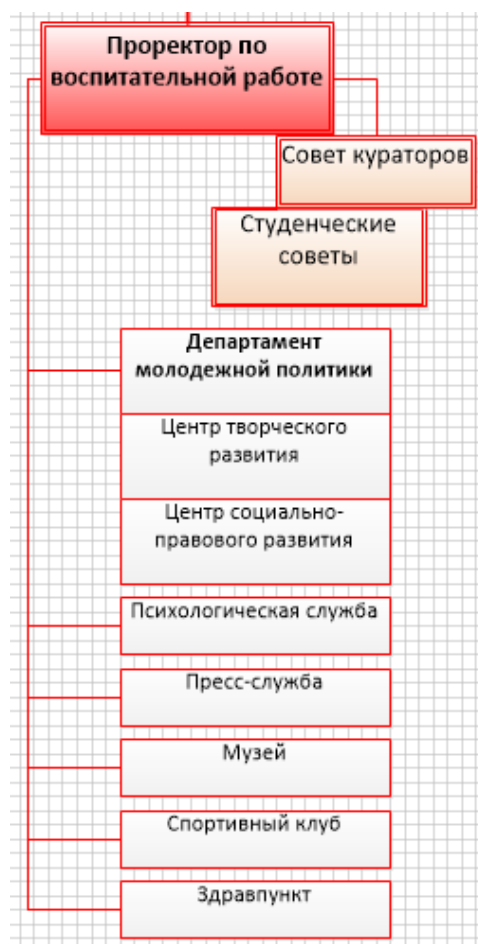 Проректор по
воспитательной работе
Совет кураторов
Студенческие
советы
Департамент
молодежной политики
Центр творческого
развития
Центр социально-
правового развития
Психологическая служба
Пресс-служба
Музей
Спортивный клуб
Здравпункт